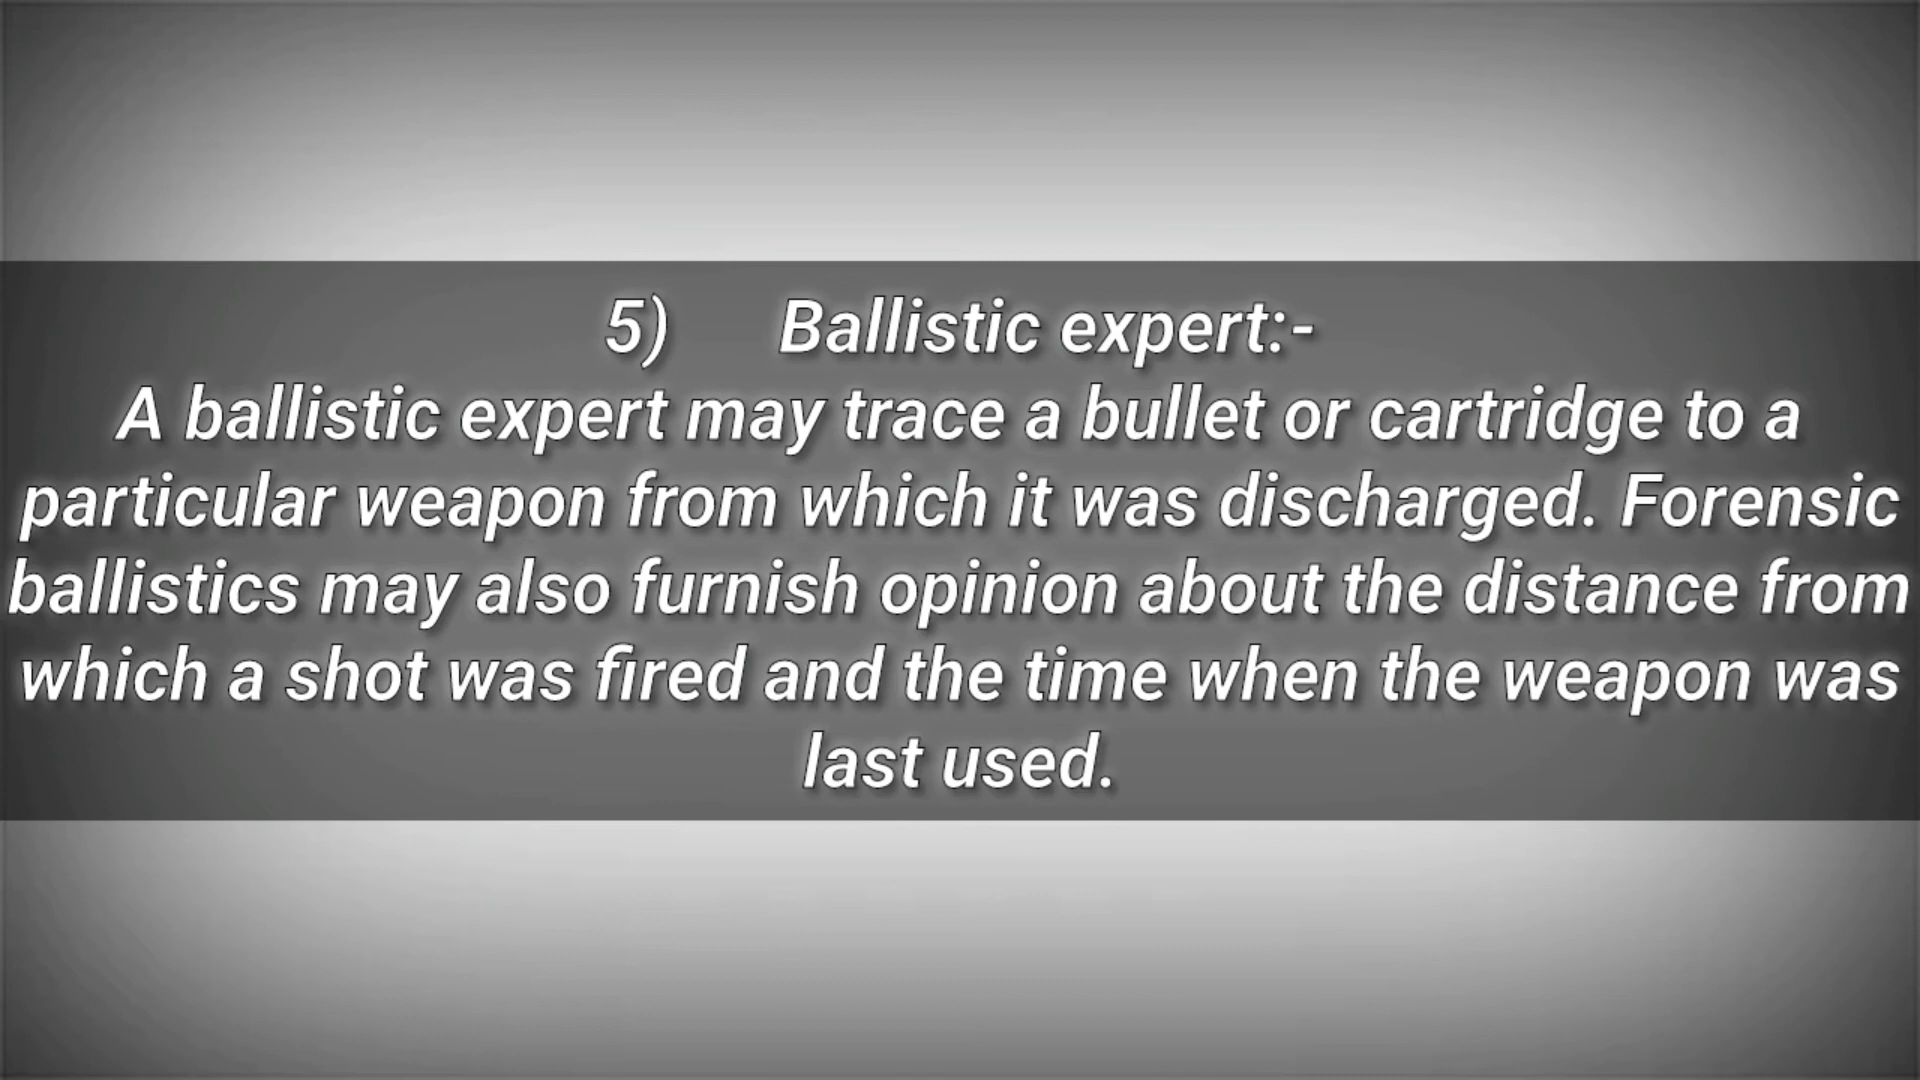 5) Ballistic expert:-
A ballistic expert may trace a bullet or cartridge to a
particular weapon from which it was discharged. Forensic
ballistics may also furnish opinion about the distance from
which a shot was fired and the time when the weapon was
last used.